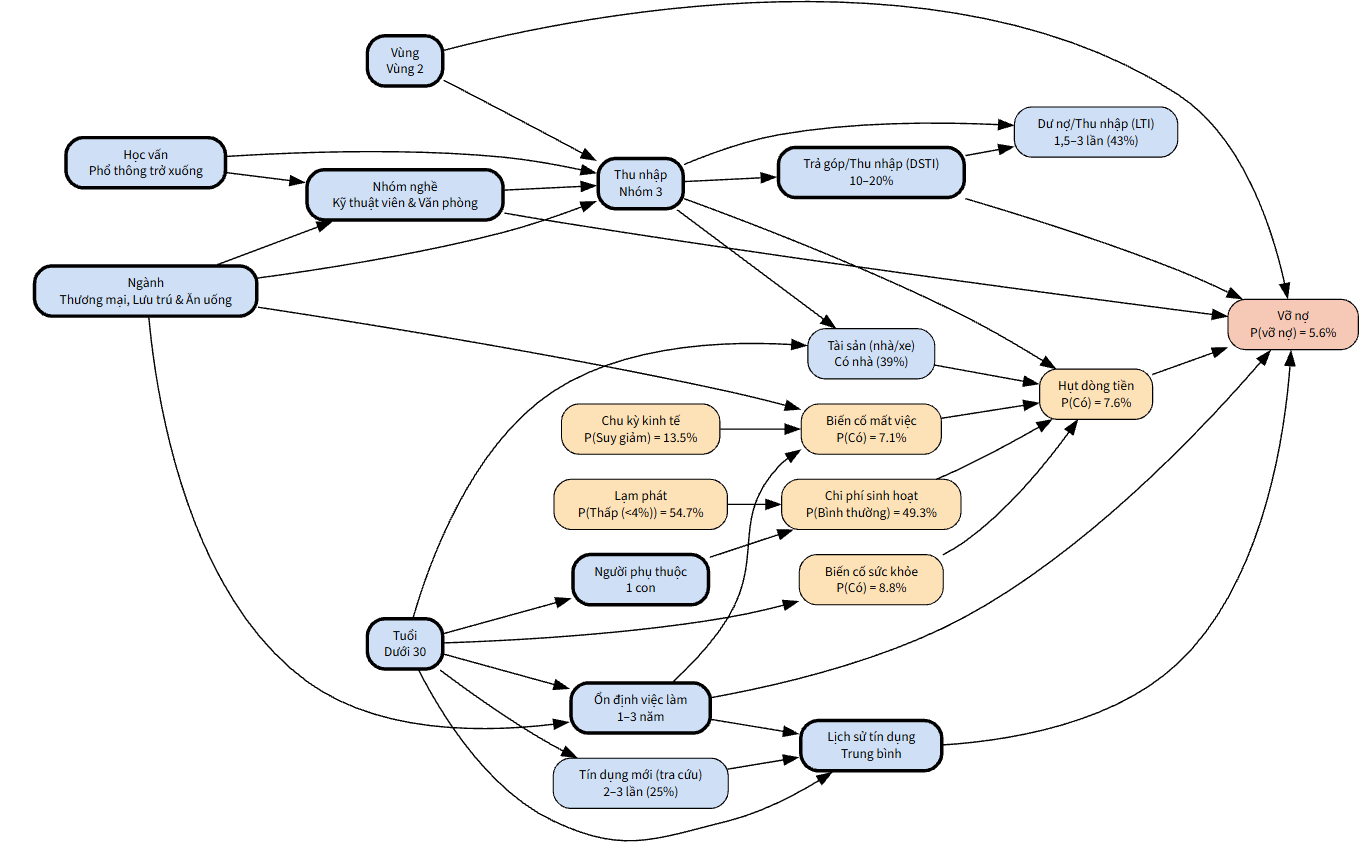 Vùng
Vùng 2
Dư nợ/Thu nhập (LTI)
1,5–3 lần (43%)
Học vấn
Phổ thông trở xuống
Trả góp/Thu nhập (DSTI)
10–20%
Thu nhập
Nhóm 3
Nhóm nghề
Kỹ thuật viên & Văn phòng
Ngành
Thương mại, Lưu trú & Ăn uống
Vỡ nợ
P(vỡ nợ) = 5.6%
Tài sản (nhà/xe)
Có nhà (39%)
Hụt dòng tiền
P(Có) = 7.6%
Chu kỳ kinh tế
P(Suy giảm) = 13.5%
Biến cố mất việc
P(Có) = 7.1%
Lạm phát
P(Thấp (<4%)) = 54.7%
Chi phí sinh hoạt
P(Bình thường) = 49.3%
Người phụ thuộc
1 con
Biến cố sức khỏe
P(Có) = 8.8%
Tuổi
Dưới 30
Ổn định việc làm
1–3 năm
Lịch sử tín dụng
Trung bình
Tín dụng mới (tra cứu)
2–3 lần (25%)